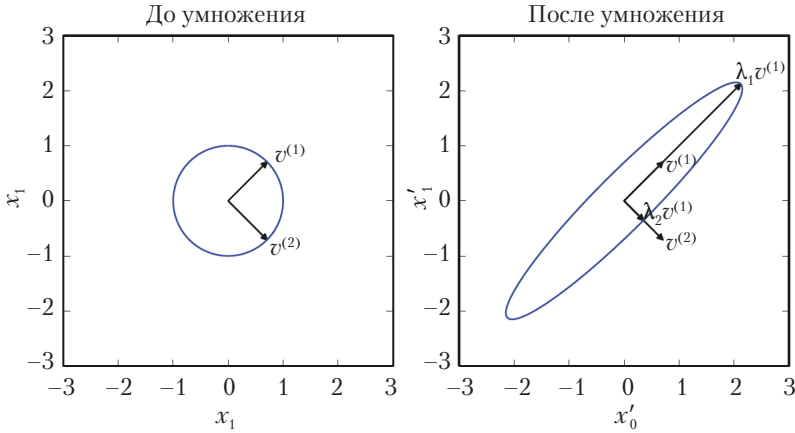 До умножения
3
2
1
0
−1
−2
−3
x₁
v⁽¹⁾
v⁽²⁾
−3 −2 −1 0 1 2 3
x₁
После умножения
3
2
1
0
−1
−2
−3
x′₁
λ₁v⁽¹⁾
v⁽¹⁾
λ₂v⁽¹⁾
v⁽²⁾
−3 −2 −1 0 1 2 3
x′₀